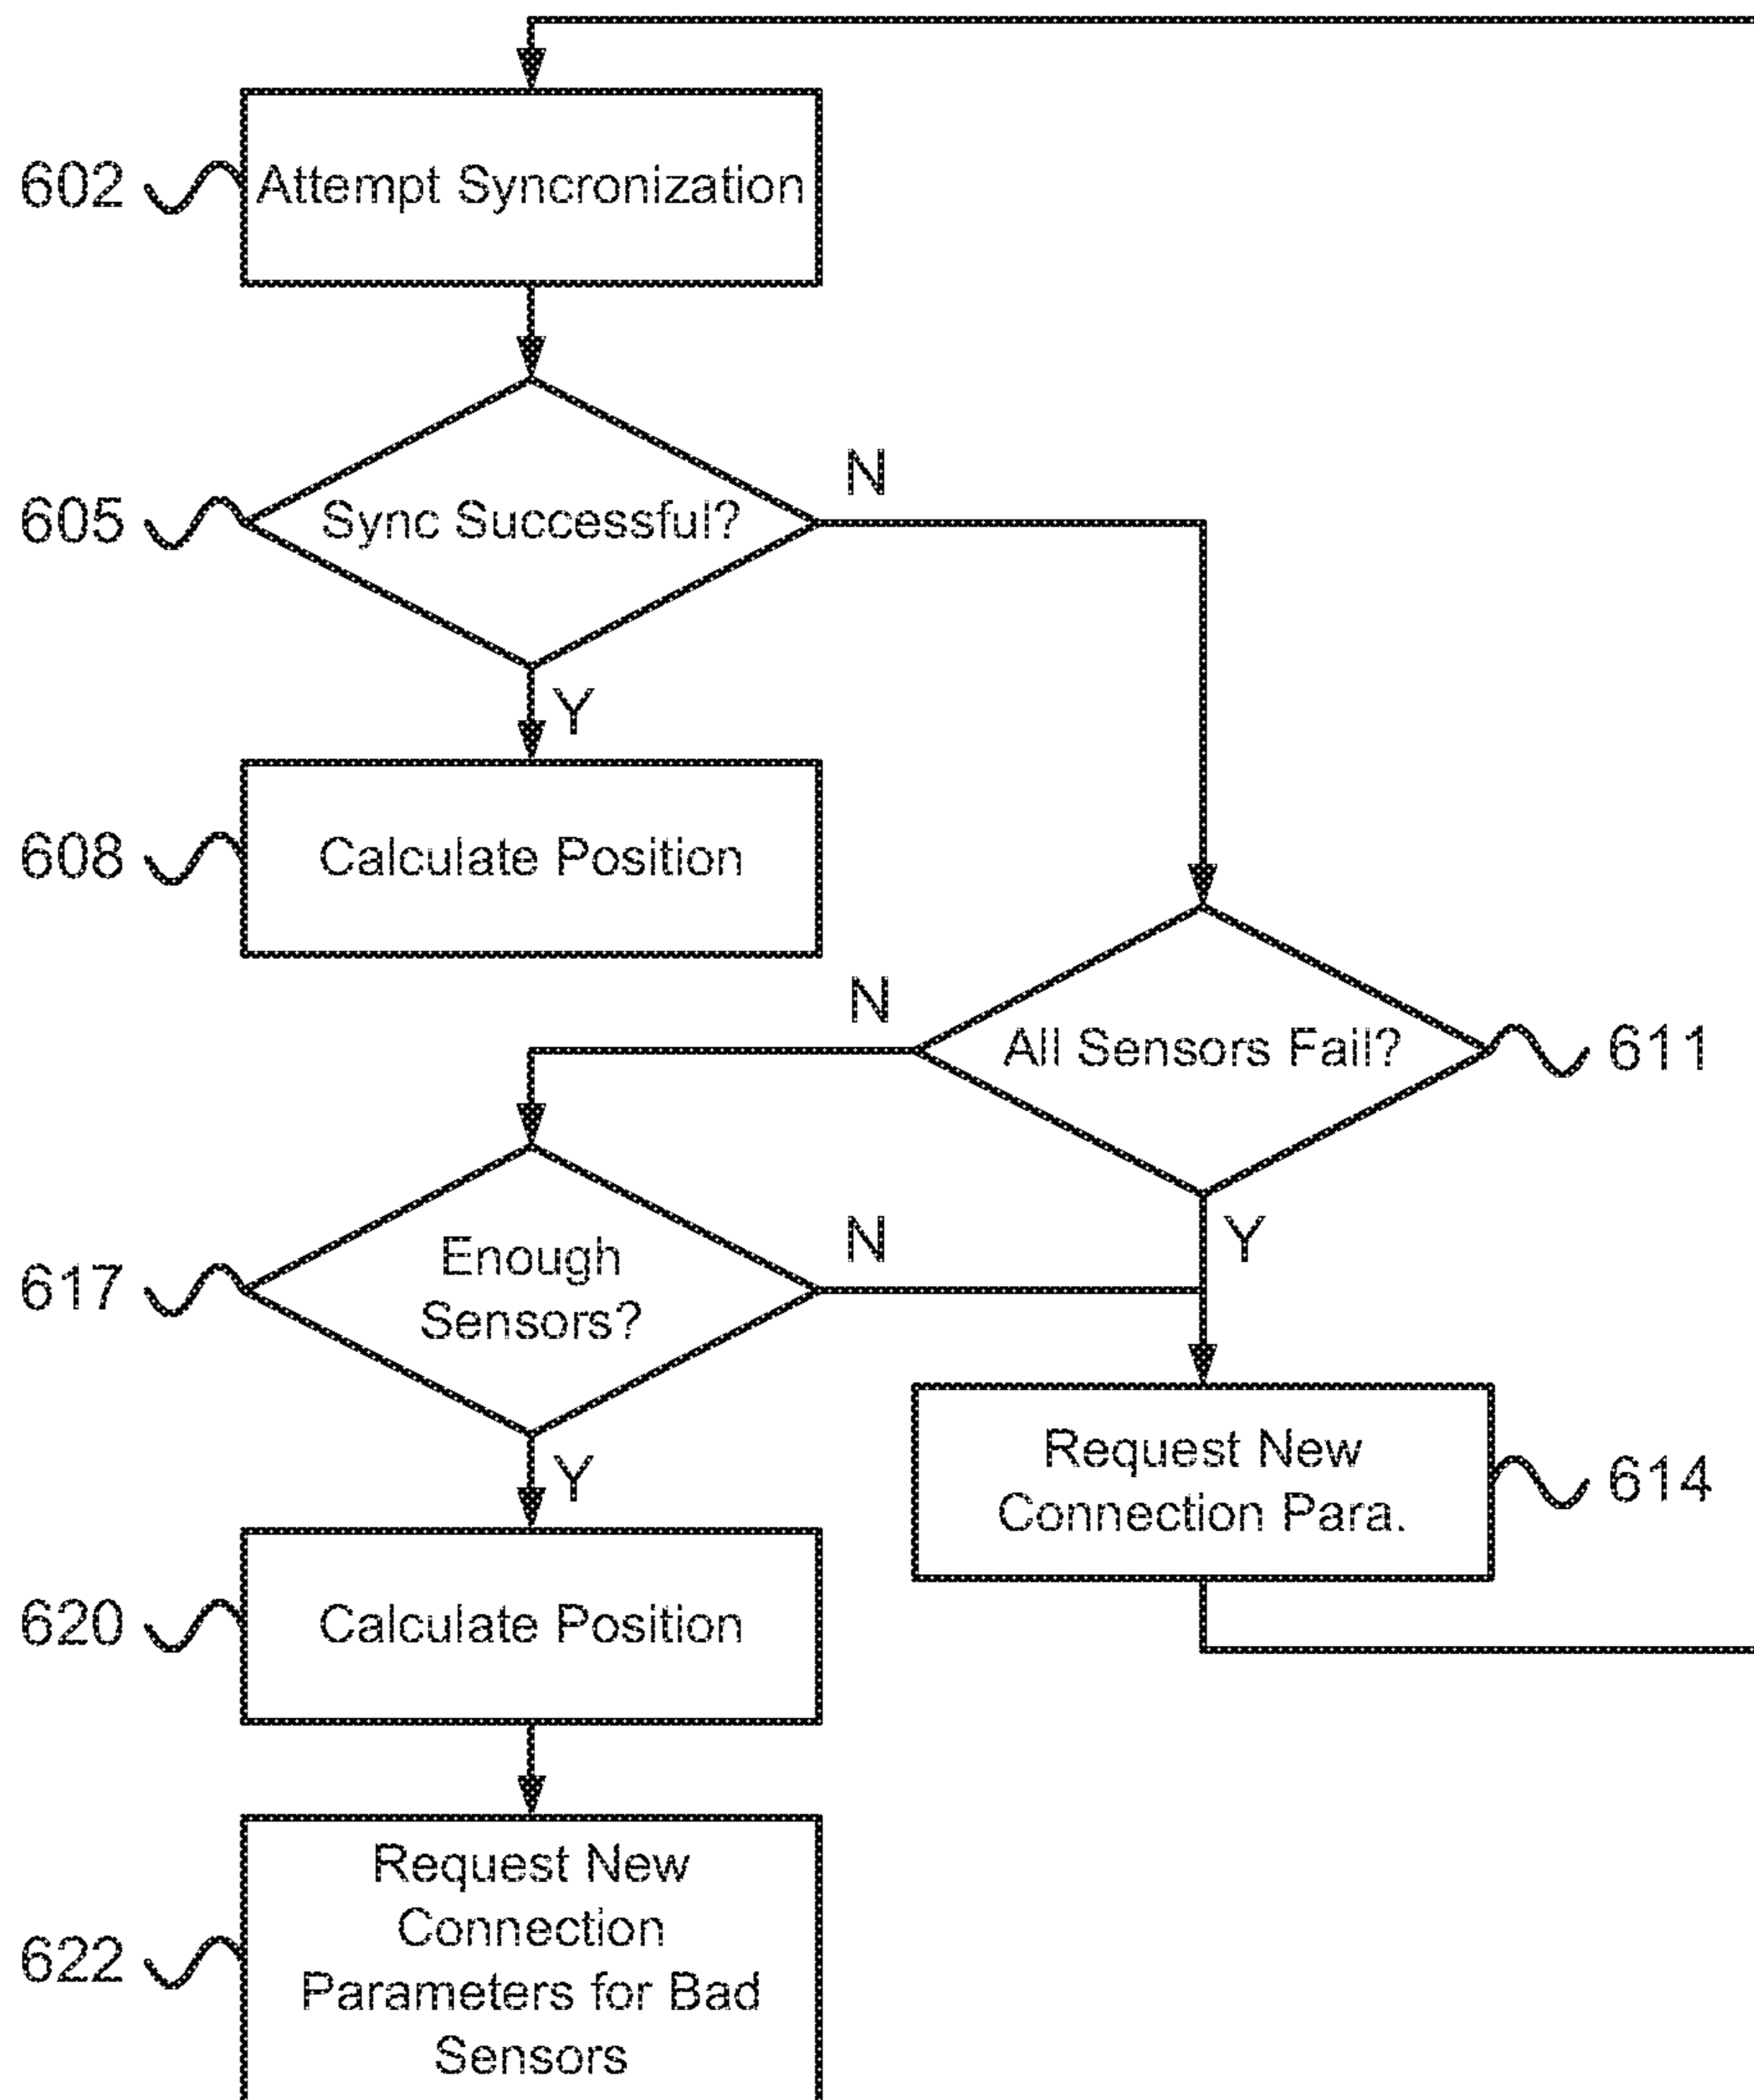 602
Attempt Syncronization
605
Sync Successful?
N
Y
608
Calculate Position
N
All Sensors Fail?
611
617
Enough
Sensors?
N
Y
Y
Request New
Connection Para.
614
620
Calculate Position
622
Request New
Connection
Parameters for Bad
Sensors